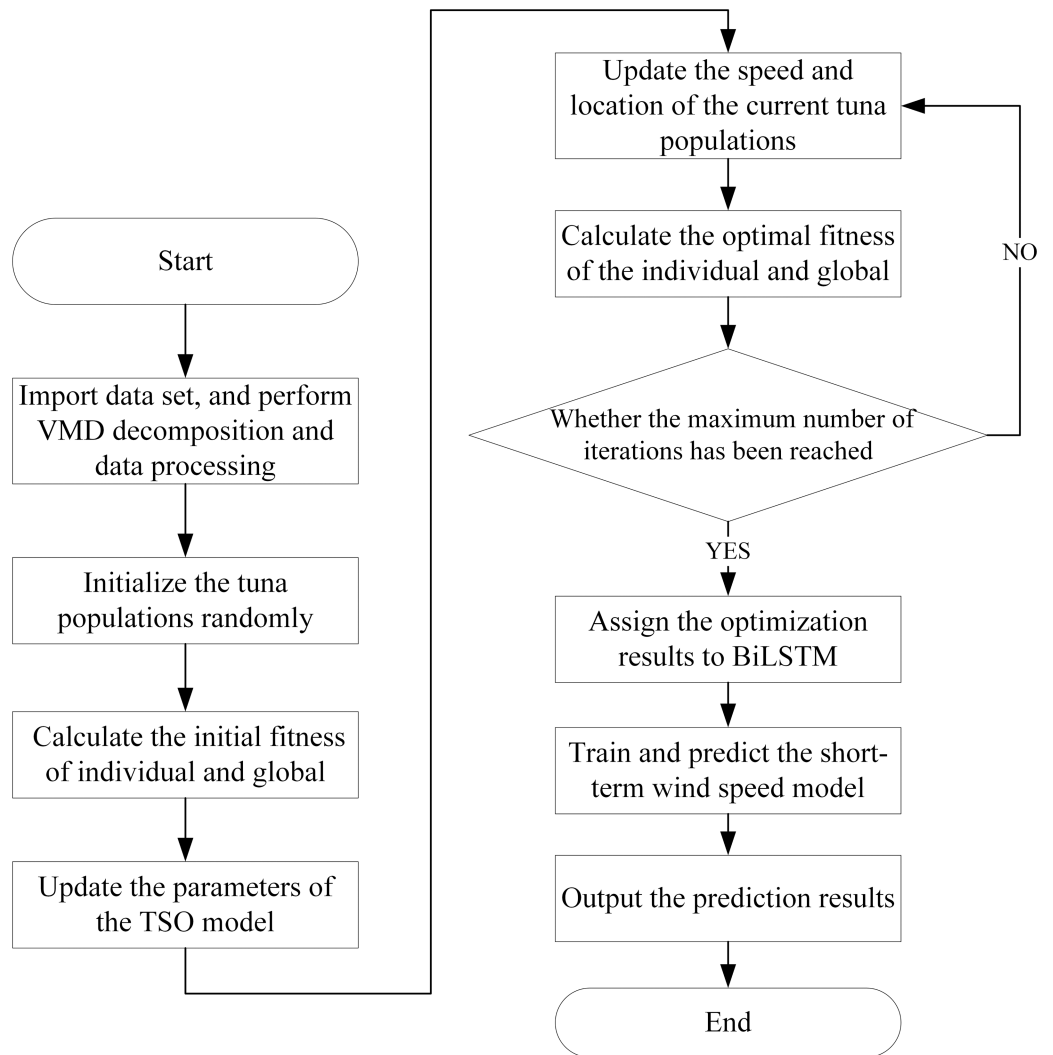 Start
Import data set, and perform
VMD decomposition and
data processing
Initialize the tuna
populations randomly
Calculate the initial fitness
of individual and global
Update the parameters of
the TSO model
Update the speed and
location of the current tuna
populations
Calculate the optimal fitness
of the individual and global
NO
Whether the maximum number of
iterations has been reached
YES
Assign the optimization
results to BiLSTM
Train and predict the short-
term wind speed model
Output the prediction results
End